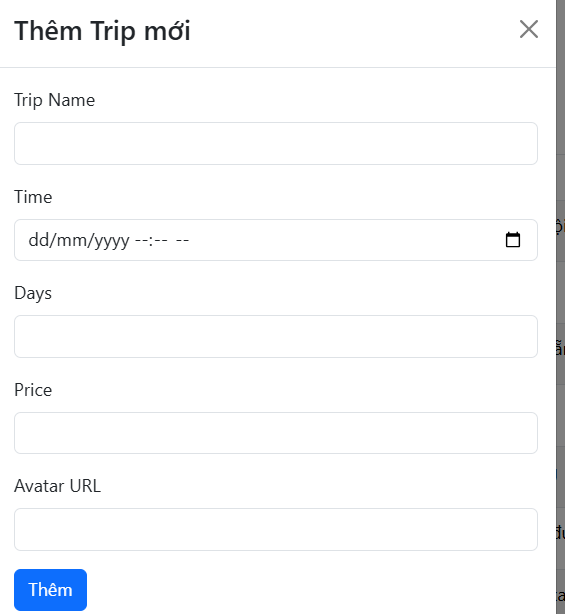 Thêm Trip mới
Trip Name
Time
dd/mm/yyyy --:-- --
Days
Price
Avatar URL
Thêm